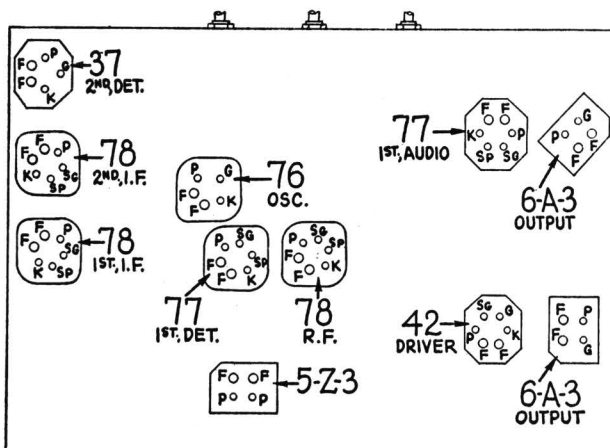 F P
F G
K
37
2ND, DET.
F F P
K SP SG
78
2ND, I.F.
F F P
SG
K SP
78
1ST, I.F.
P G
F F K
76
OSC.
P SG
F F SP K
77
1ST. DET.
P SG SP
F F K
78
R.F.
F F
P P
5-Z-3
F F
K P
SP SG
77
1ST, AUDIO
G
P F
F
6-A-3
OUTPUT
SG G
P K
F F
42
DRIVER
F P
F G
6-A-3
OUTPUT